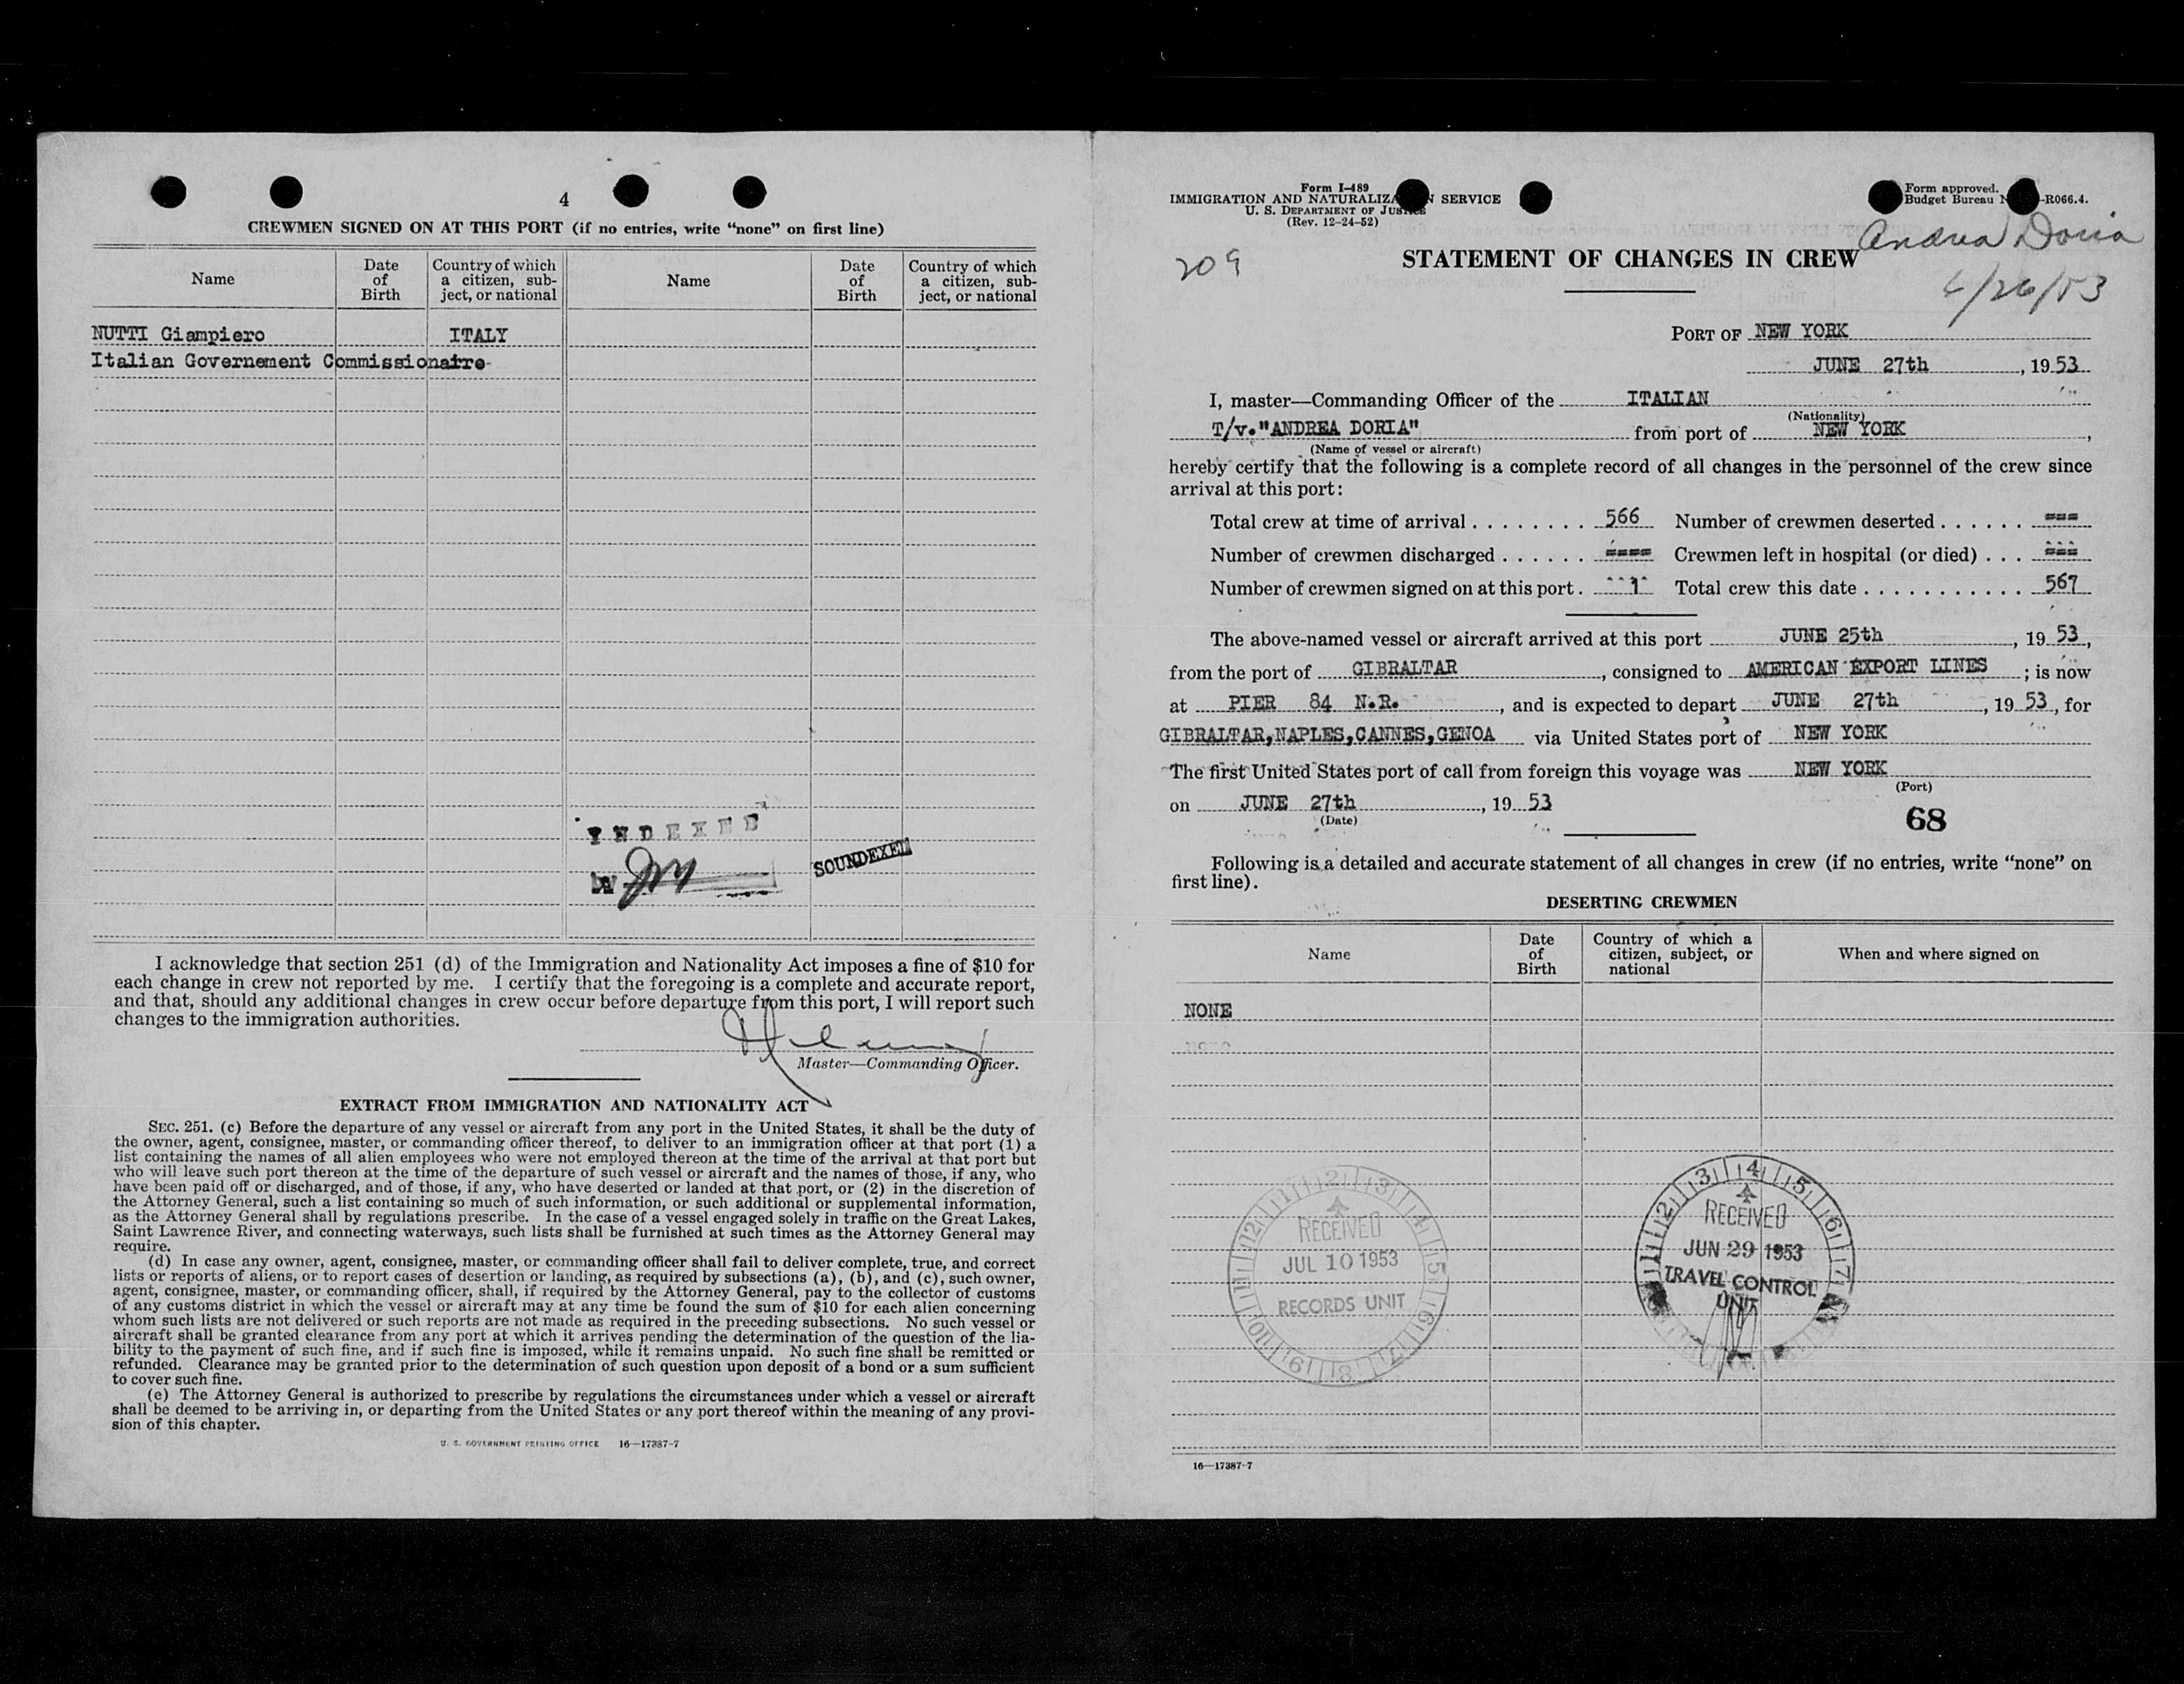 4
CREWMEN SIGNED ON AT THIS PORT (if no entries, write “none” on first line)
Name Date of Birth Country of which a citizen, subject, or national Name Date of Birth Country of which a citizen, sub-ject, or national
NUTTI Giampiero ITALY
Italian Governement Commissionaire
INDEXED
by
SOUNDEXED
I acknowledge that section 251 (d) of the Immigration and Nationality Act imposes a fine of $10 for
each change in crew not reported by me. I certify that the foregoing is a complete and accurate report,
and that, should any additional changes in crew occur before departure from this port, I will report such
changes to the immigration authorities.
Master—Commanding Officer.
EXTRACT FROM IMMIGRATION AND NATIONALITY ACT
SEC. 251. (c) Before the departure of any vessel or aircraft from any port in the United States, it shall be the duty of
the owner, agent, consignee, master, or commanding officer thereof, to deliver to an immigration officer at that port (1) a
list containing the names of all alien employees who were not employed thereon at the time of the arrival at that port but
who will leave such port thereon at the time of the departure of such vessel or aircraft and the names of those, if any, who
have been paid off or discharged, and of those, if any, who have deserted or landed at that port, or (2) in the discretion of
the Attorney General, such a list containing so much of such information, or such additional or supplemental information,
as the Attorney General shall by regulations prescribe. In the case of a vessel engaged solely in traffic on the Great Lakes,
Saint Lawrence River, and connecting waterways, such lists shall be furnished at such times as the Attorney General may
require.
(d) In case any owner, agent, consignee, master, or commanding officer shall fail to deliver complete, true, and correct
lists or reports of aliens, or to report cases of desertion or landing, as required by subsections (a), (b), and (c), such owner,
agent, consignee, master, or commanding officer, shall, if required by the Attorney General, pay to the collector of customs
of any customs district in which the vessel or aircraft may at any time be found the sum of $10 for each alien concerning
whom such lists are not delivered or such reports are not made as required in the preceding subsections. No such vessel or
aircraft shall be granted clearance from any port at which it arrives pending the determination of the question of the lia-
bility to the payment of such fine, and if such fine is imposed, while it remains unpaid. No such fine shall be remitted or
refunded. Clearance may be granted prior to the determination of such question upon deposit of a bond or a sum sufficient
to cover such fine.
(e) The Attorney General is authorized to prescribe by regulations the circumstances under which a vessel or aircraft
shall be deemed to be arriving in, or departing from the United States or any port thereof within the meaning of any provi-
sion of this chapter.
U. S. GOVERNMENT PRINTING OFFICE 16—17387-7
Form I-489
IMMIGRATION AND SERVICE
U. S. DEPARTMENT OF
(Rev. 12-24-52)
Form approved.
Budget Bureau -R066.4.
Andrea Doria
209
STATEMENT OF CHANGES IN CREW
6/26/53
PORT OF NEW YORK
JUNE 27th, 1953
I, master—Commanding Officer of the ITALIAN
(Nationality)
T/v."ANDREA DORIA" from port of NEW YORK,
(Name of vessel or aircraft)
hereby certify that the following is a complete record of all changes in the personnel of the crew since
arrival at this port:
Total crew at time of arrival 566 Number of crewmen deserted ===
Number of crewmen discharged ==== Crewmen left in hospital (or died) ===
Number of crewmen signed on at this port 1 Total crew this date 567
The above-named vessel or aircraft arrived at this port JUNE 25th, 1953,
from the port of GIBRALTAR, consigned to AMERICAN EXPORT LINES; is now
at PIER 84 N.R., and is expected to depart JUNE 27th, 1953, for
GIBRALTAR,NAPLES,CANNES,GENOA via United States port of NEW YORK
The first United States port of call from foreign this voyage was NEW YORK
(Port)
on JUNE 27th, 1953
(Date)
68
Following is a detailed and accurate statement of all changes in crew (if no entries, write “none” on
first line).
DESERTING CREWMEN
Name Date of Birth Country of which a citizen, subject, or national When and where signed on
NONE
none
RECEIVED
JUL 10 1953
RECORDS UNIT
RECEIVED
JUN 29 1953
TRAVEL CONTROL
UNIT
16—17387-7